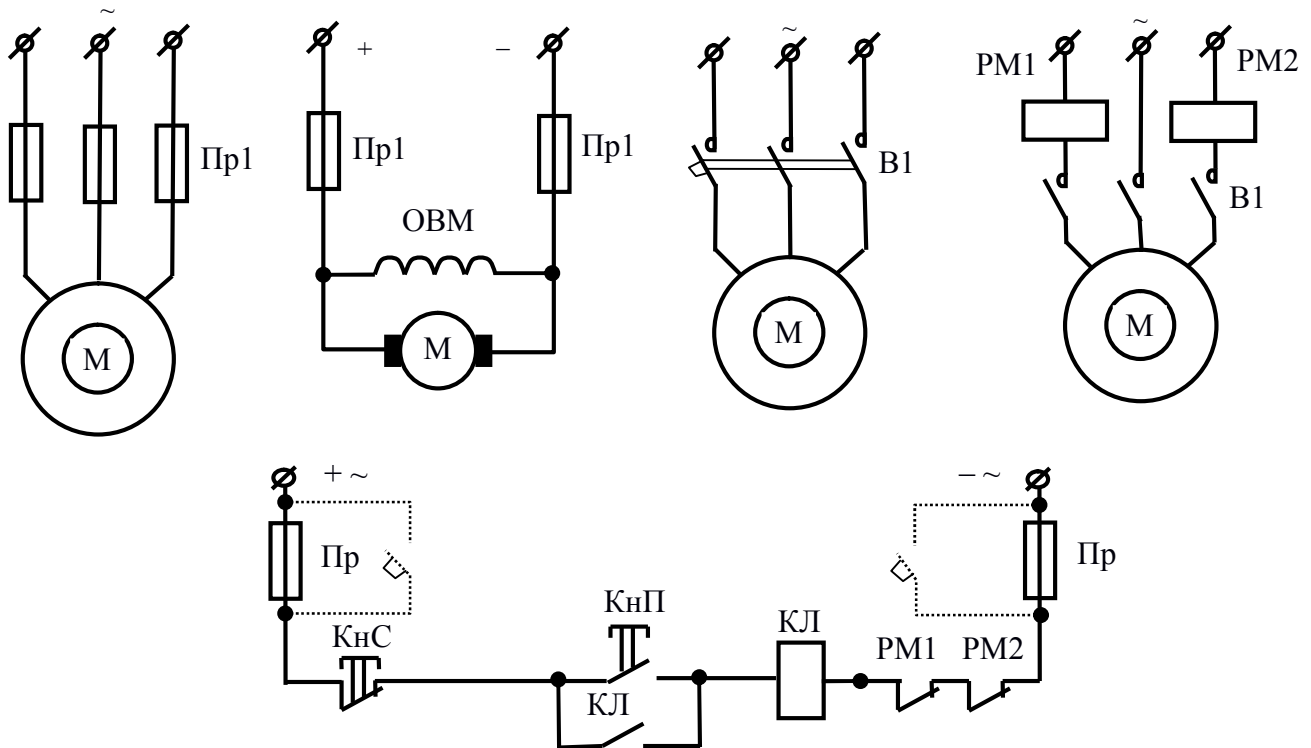 ~
Пр1
М
+
–
Пр1
Пр1
ОВМ
М
~
В1
М
~
РМ1
РМ2
В1
М
+ ~
– ~
Пр
Пр
КнС
КнП
КЛ
КЛ
РМ1
РМ2